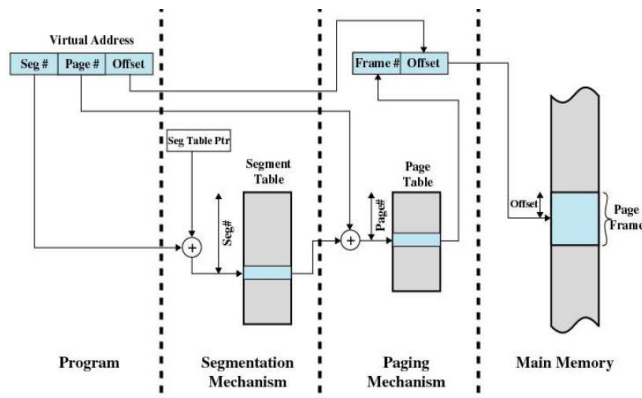 Virtual Address
Seg # Page # Offset
Frame # Offset
Seg Table Ptr
Segment
Table
Page
Table
Seg#
Page#
Offset
Page
Frame
+
+
Program
Segmentation
Mechanism
Paging
Mechanism
Main Memory